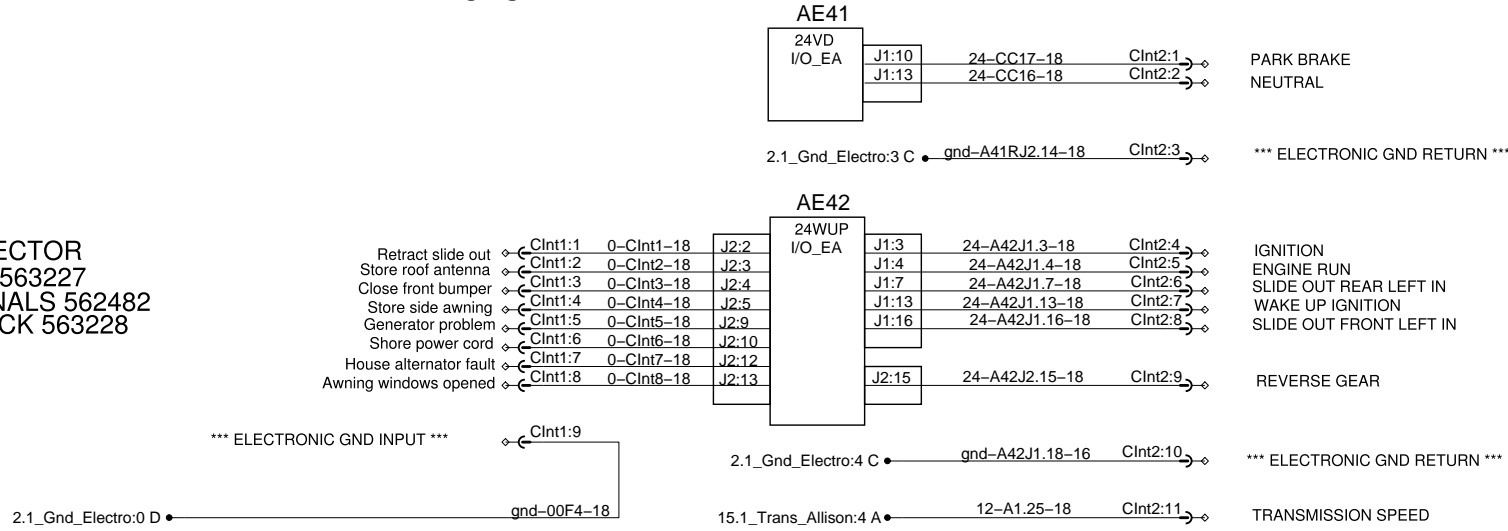 AE41
24VD
I/O_EA
J1:10 24-CC17-18 CInt2:1 PARK BRAKE
J1:13 24-CC16-18 CInt2:2 NEUTRAL
2.1_Gnd_Electro:3 C gnd-A41RJ2.14-18 CInt2:3 *** ELECTRONIC GND RETURN ***
AE42
24WUP
I/O_EA
ECTOR
563227
NALS 562482
CK 563228
Retract slide out CInt1:1 0-CInt1-18 J2:2 J1:3 24-A42J1.3-18 CInt2:4 IGNITION
Store roof antenna CInt1:2 0-CInt2-18 J2:3 J1:4 24-A42J1.4-18 CInt2:5 ENGINE RUN
Close front bumper CInt1:3 0-CInt3-18 J2:4 J1:7 24-A42J1.7-18 CInt2:6 SLIDE OUT REAR LEFT IN
Store side awning CInt1:4 0-CInt4-18 J2:5 J1:13 24-A42J1.13-18 CInt2:7 WAKE UP IGNITION
Generator problem CInt1:5 0-CInt5-18 J2:9 J1:16 24-A42J1.16-18 CInt2:8 SLIDE OUT FRONT LEFT IN
Shore power cord CInt1:6 0-CInt6-18 J2:10
House alternator fault CInt1:7 0-CInt7-18 J2:12
Awning windows opened CInt1:8 0-CInt8-18 J2:13 J2:15 24-A42J2.15-18 CInt2:9 REVERSE GEAR
*** ELECTRONIC GND INPUT *** CInt1:9
2.1_Gnd_Electro:4 C gnd-A42J1.18-16 CInt2:10 *** ELECTRONIC GND RETURN ***
2.1_Gnd_Electro:0 D gnd-00F4-18 15.1_Trans_Allison:4 A 12-A1.25-18 CInt2:11 TRANSMISSION SPEED